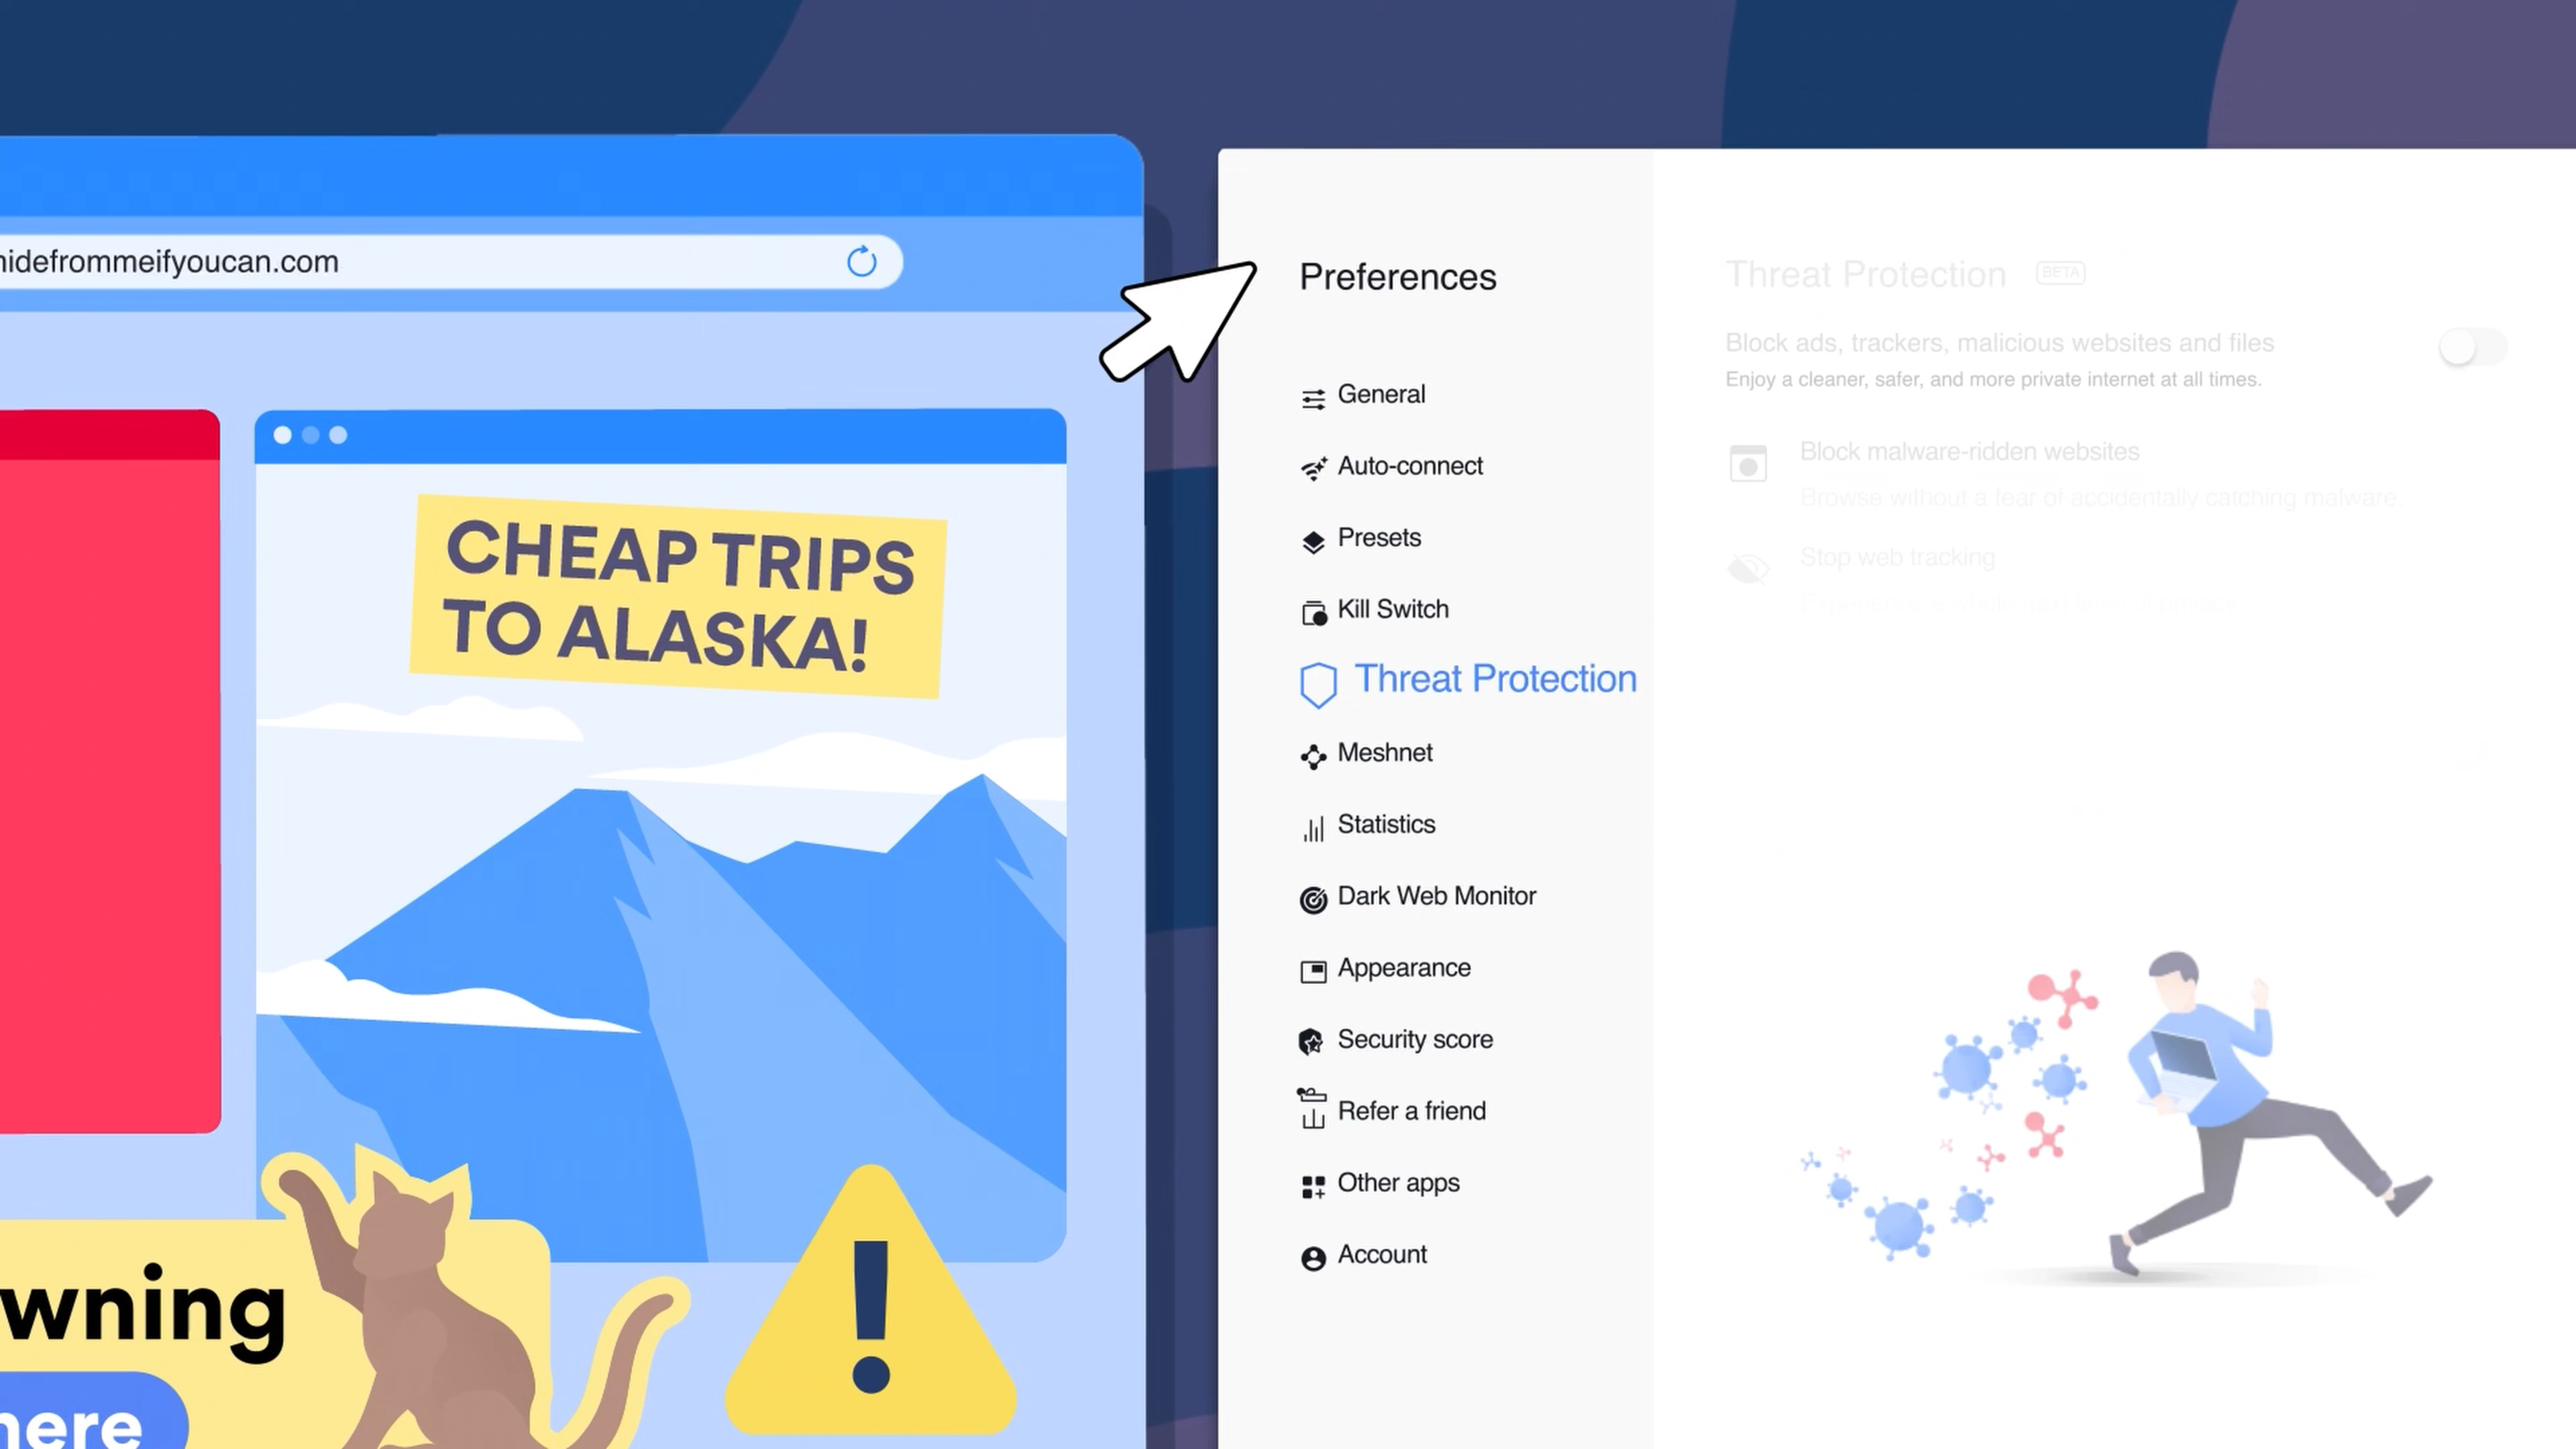 idefrommeifyoucan.com
CHEAP TRIPS
TO ALASKA!
wning
here
Preferences
General
Auto-connect
Presets
Kill Switch
Threat Protection
Meshnet
Statistics
Dark Web Monitor
Appearance
Security score
Refer a friend
Other apps
Account
Threat Protection BETA
Block ads, trackers, malicious websites and files
Enjoy a cleaner, safer, and more private internet at all times.
Block malware-ridden websites
Browse without a fear of accidentally catching malware.
Stop web tracking